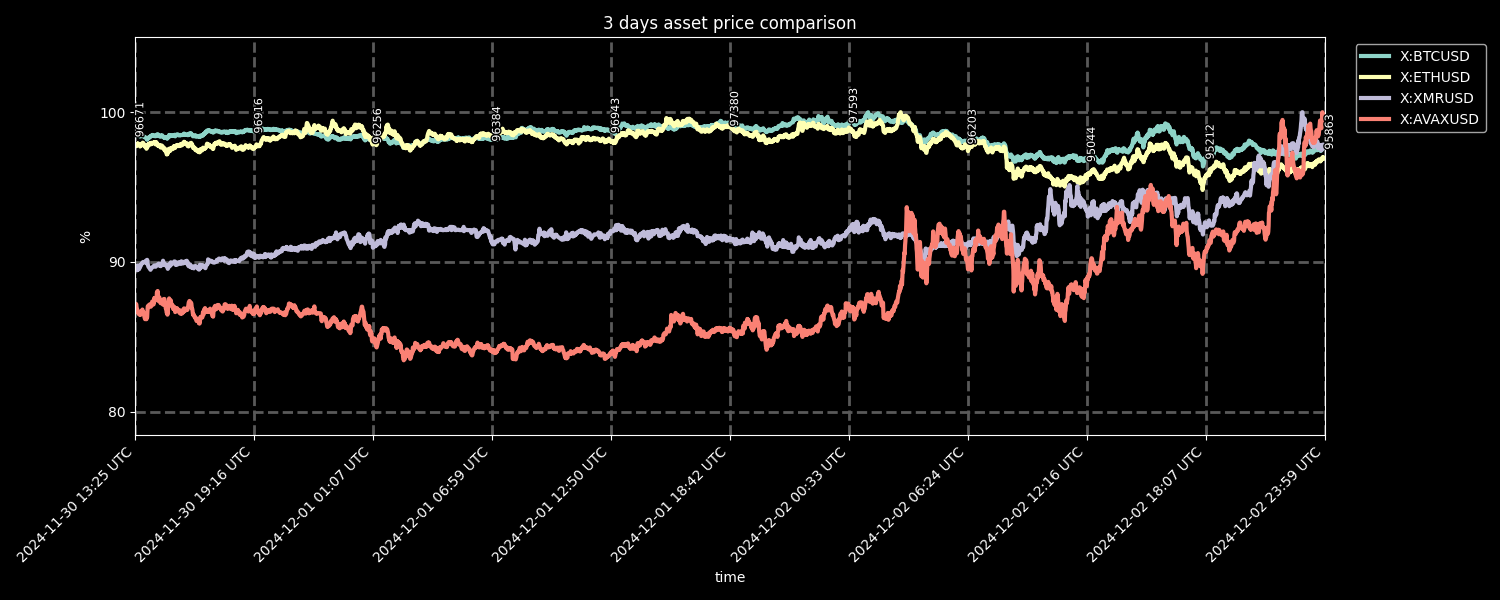 3 days asset price comparison
X:BTCUSD
X:ETHUSD
X:XMRUSD
X:AVAXUSD
%
100
90
80
96671
96916
96256
96384
96943
97380
97593
96203
95044
95212
95863
2024-11-30 13:25 UTC
2024-11-30 19:16 UTC
2024-12-01 01:07 UTC
2024-12-01 06:59 UTC
2024-12-01 12:50 UTC
2024-12-01 18:42 UTC
2024-12-02 00:33 UTC
2024-12-02 06:24 UTC
2024-12-02 12:16 UTC
2024-12-02 18:07 UTC
2024-12-02 23:59 UTC
time